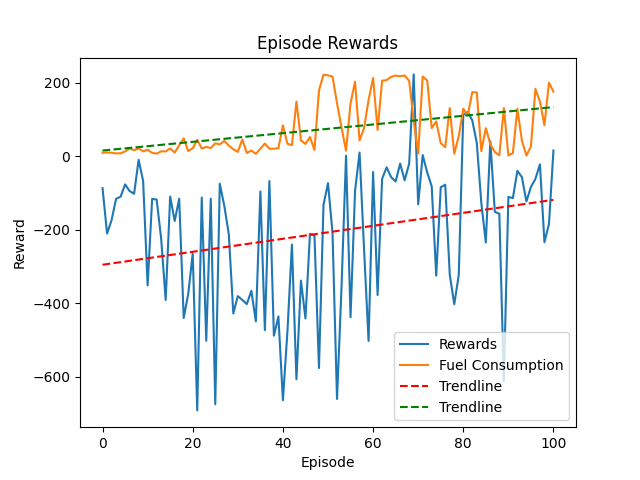 Episode Rewards
200
0
−200
−400
−600
Reward
0
20
40
60
80
100
Episode
Rewards
Fuel Consumption
Trendline
Trendline